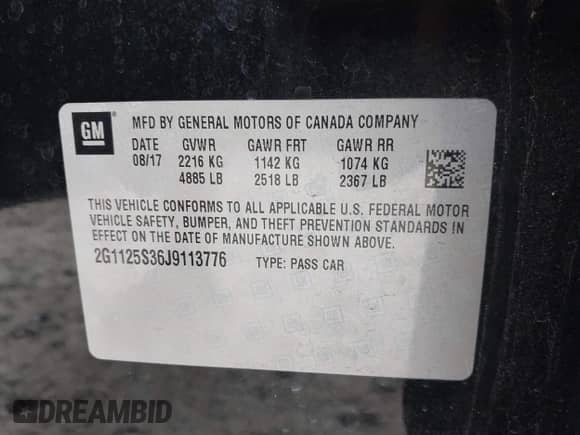 GM
MFD BY GENERAL MOTORS OF CANADA COMPANY
DATE GVWR GAWR FRT GAWR RR
08/17 2216 KG 1142 KG 1074 KG
4885 LB 2518 LB 2367 LB
THIS VEHICLE CONFORMS TO ALL APPLICABLE U.S. FEDERAL MOTOR
VEHICLE SAFETY, BUMPER, AND THEFT PREVENTION STANDARDS IN
EFFECT ON THE DATE OF MANUFACTURE SHOWN ABOVE.
2G1125S36J9113776 TYPE: PASS CAR
DREAMBID